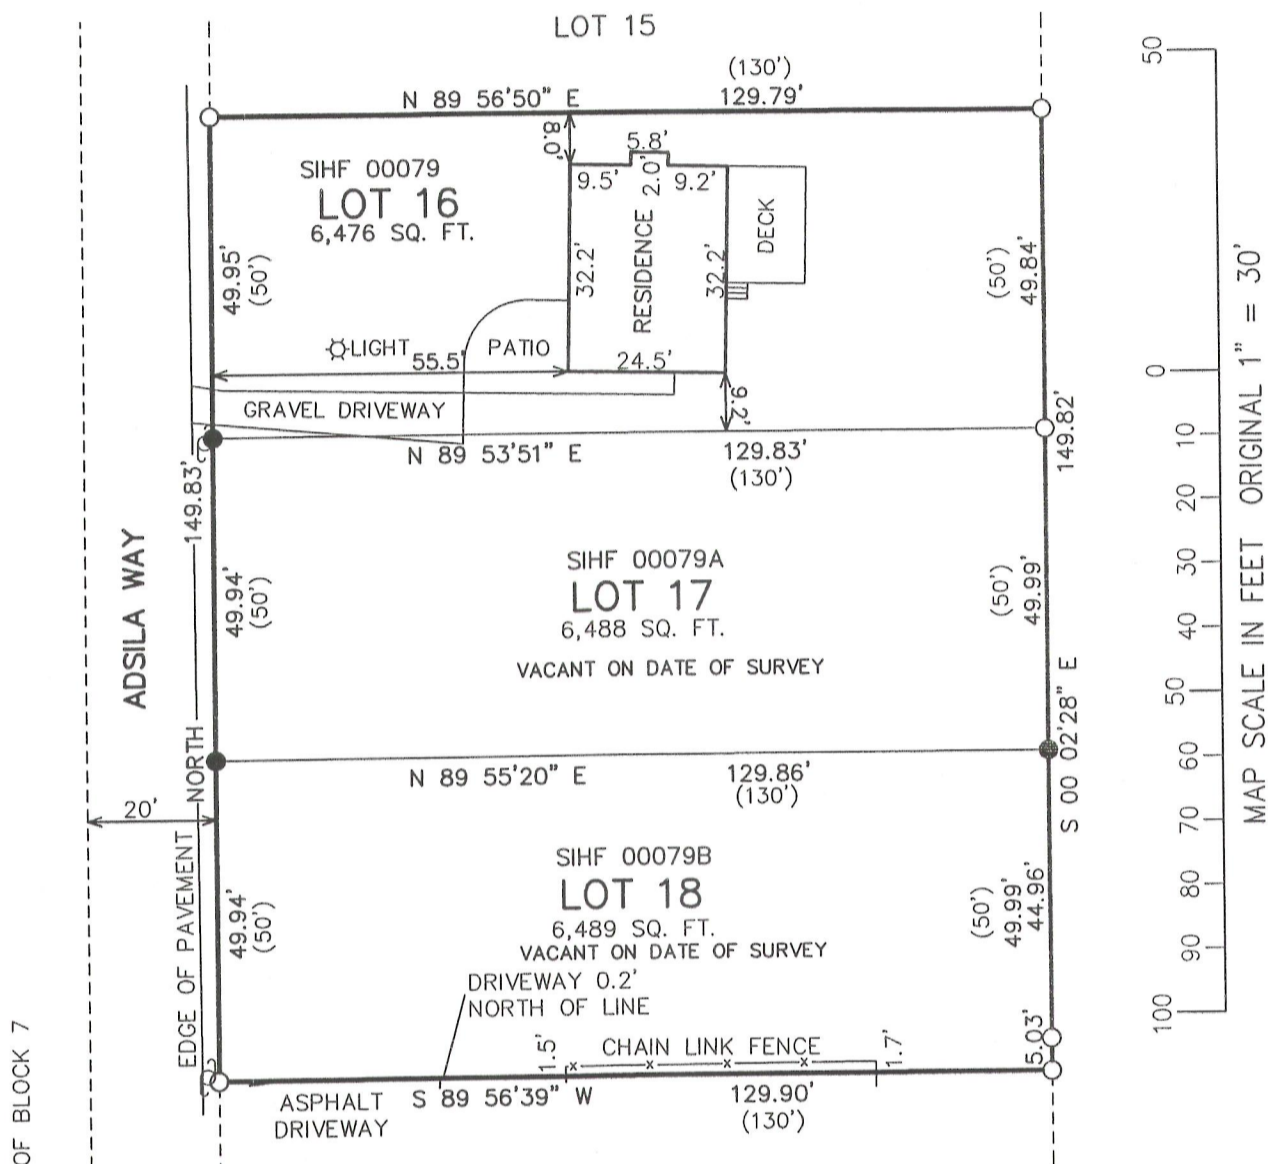 LOT 15
(130')
N 89 56'50" E
129.79'
8.0'
5.8'
9.5'
2.0'
9.2'
SIHF 00079
LOT 16
6,476 SQ. FT.
RESIDENCE
DECK
32.2'
32.2'
49.95'
(50')
(50')
49.84'
LIGHT
55.5'
PATIO
24.5'
GRAVEL DRIVEWAY
9.2'
N 89 53'51" E
129.83'
(130')
149.83'
149.82'
ADSILA WAY
NORTH
SIHF 00079A
LOT 17
6,488 SQ. FT.
VACANT ON DATE OF SURVEY
49.94'
(50')
(50')
49.99'
S 00 02'28" E
N 89 55'20" E
129.86'
(130')
20'
EDGE OF PAVEMENT
SIHF 00079B
LOT 18
6,489 SQ. FT.
VACANT ON DATE OF SURVEY
49.94'
(50')
(50')
49.99'
44.96'
DRIVEWAY 0.2'
NORTH OF LINE
1.5'
CHAIN LINK FENCE
x x x x
1.7'
5.03'
ASPHALT
DRIVEWAY
S 89 56'39" W
129.90'
(130')
OF BLOCK 7
50
0
10
20
30
40
50
60
70
80
90
100
MAP SCALE IN FEET ORIGINAL 1" = 30'